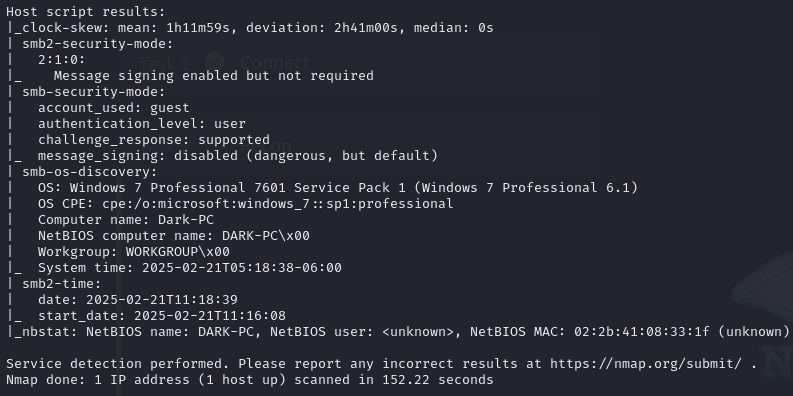 Host script results:
|_clock-skew: mean: 1h11m59s, deviation: 2h41m00s, median: 0s
| smb2-security-mode:
|   2:1:0:
|_    Message signing enabled but not required
| smb-security-mode:
|   account_used: guest
|   authentication_level: user
|   challenge_response: supported
|_  message_signing: disabled (dangerous, but default)
| smb-os-discovery:
|   OS: Windows 7 Professional 7601 Service Pack 1 (Windows 7 Professional 6.1)
|   OS CPE: cpe:/o:microsoft:windows_7::sp1:professional
|   Computer name: Dark-PC
|   NetBIOS computer name: DARK-PC\x00
|   Workgroup: WORKGROUP\x00
|_  System time: 2025-02-21T05:18:38-06:00
| smb2-time:
|   date: 2025-02-21T11:18:39
|_  start_date: 2025-02-21T11:16:08
|_nbstat: NetBIOS name: DARK-PC, NetBIOS user: <unknown>, NetBIOS MAC: 02:2b:41:08:33:1f (unknown)
Service detection performed. Please report any incorrect results at https://nmap.org/submit/ .
Nmap done: 1 IP address (1 host up) scanned in 152.22 seconds
Task 1 Connect